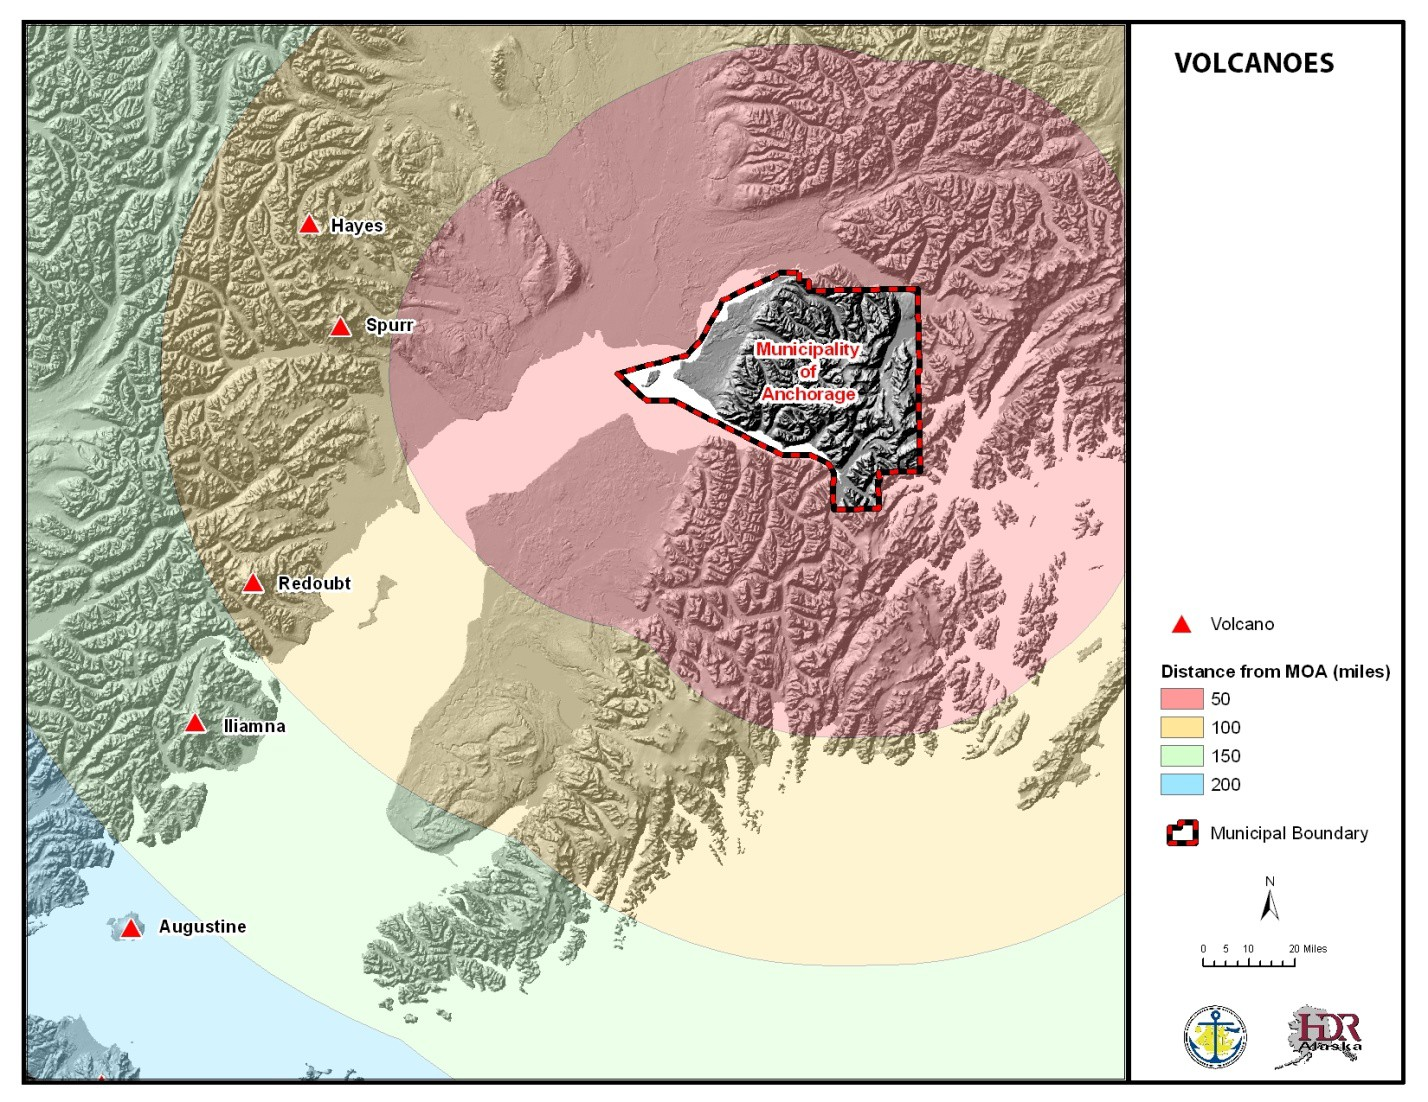 VOLCANOES
Hayes
Spurr
Municipality
of
Anchorage
Redoubt
Iliamna
Augustine
Volcano
Distance from MOA (miles)
50
100
150
200
Municipal Boundary
N
0 5 10 20 Miles
HDR
Alaska